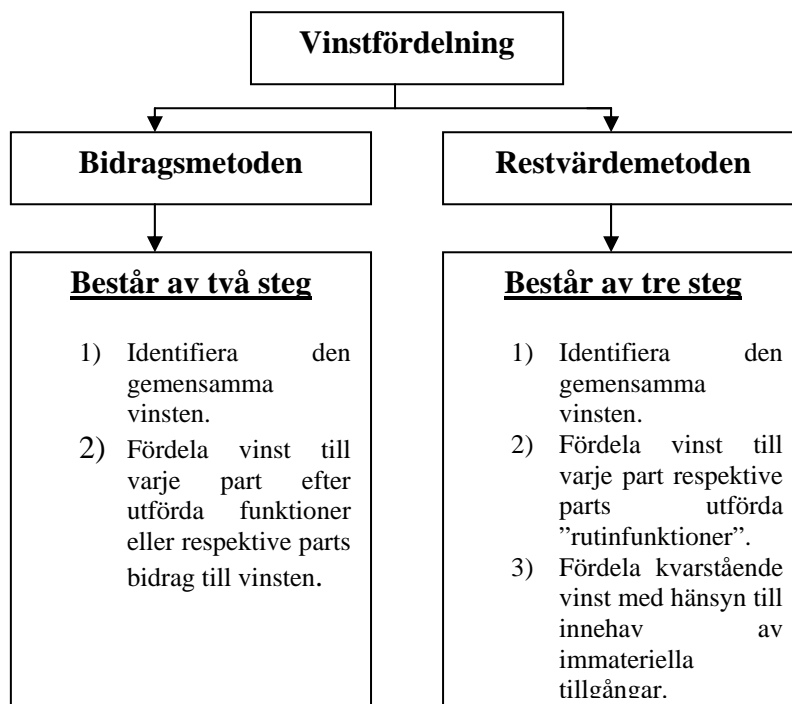 Vinstfördelning
Bidragsmetoden
Består av två steg
1) Identifiera den
gemensamma
vinsten.
2) Fördela vinst till
varje part efter
utförda funktioner
eller respektive parts
bidrag till vinsten.
Restvärdemetoden
Består av tre steg
1) Identifiera den
gemensamma
vinsten.
2) Fördela vinst till
varje part respektive
parts utförda
”rutinfunktioner”.
3) Fördela kvarstående
vinst med hänsyn till
innehav av
immateriella
tillgångar.